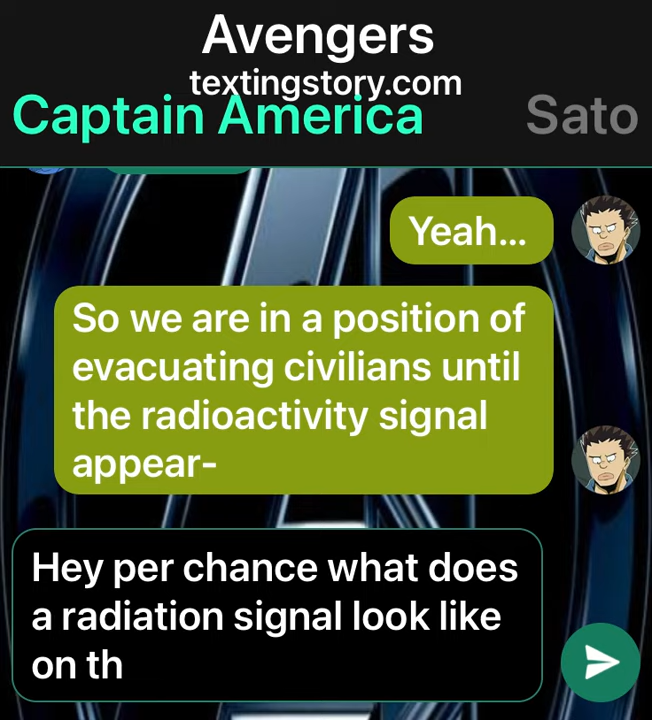 Avengers
textingstory.com
Captain America
Sato
Yeah...
So we are in a position of
evacuating civilians until
the radioactivity signal
appear-
Hey per chance what does
a radiation signal look like
on th